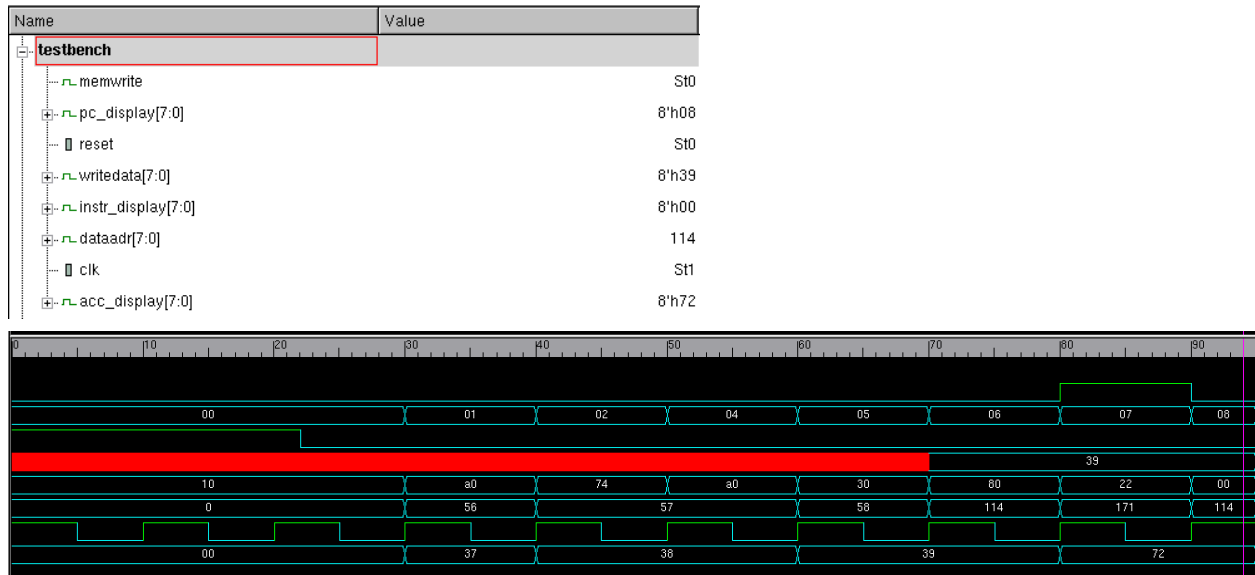 Name Value
testbench
memwrite St0
pc_display[7:0] 8'h08
reset St0
writedata[7:0] 8'h39
instr_display[7:0] 8'h00
dataadr[7:0] 114
clk St1
acc_display[7:0] 8'h72
0 10 20 30 40 50 60 70 80 90
00 01 02 04 05 06 07 08
39
10 a0 74 a0 30 80 22 00
0 56 57 58 114 171 114
00 37 38 39 72